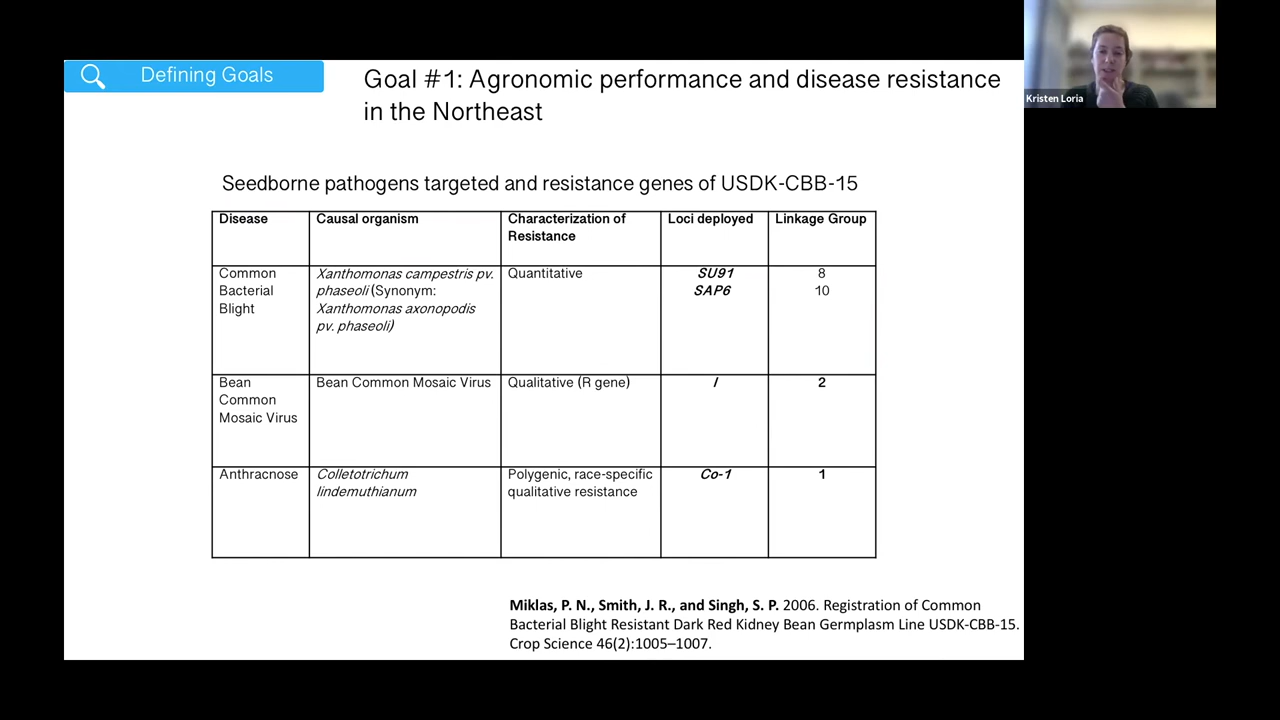 Defining Goals
Goal #1: Agronomic performance and disease resistance
in the Northeast
Kristen Loria
Seedborne pathogens targeted and resistance genes of USDK-CBB-15
Disease
Causal organism
Characterization of
Resistance
Loci deployed
Linkage Group
Common
Bacterial
Blight
Xanthomonas campestris pv.
phaseoli (Synonym:
Xanthomonas axonopodis
pv. phaseoli)
Quantitative
SU91
SAP6
8
10
Bean
Common
Mosaic Virus
Bean Common Mosaic Virus
Qualitative (R gene)
I
2
Anthracnose
Colletotrichum
lindemuthianum
Polygenic, race-specific
qualitative resistance
Co-1
1
Miklas, P. N., Smith, J. R., and Singh, S. P. 2006. Registration of Common
Bacterial Blight Resistant Dark Red Kidney Bean Germplasm Line USDK-CBB-15.
Crop Science 46(2):1005–1007.